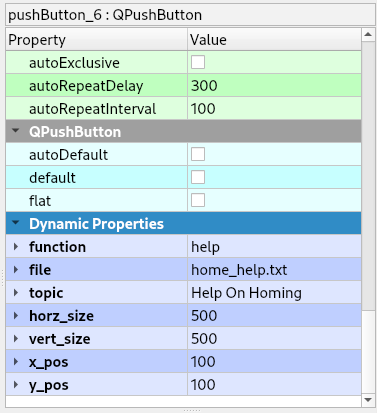 pushButton_6 : QPushButton
Property Value
autoExclusive
autoRepeatDelay 300
autoRepeatInterval 100
QPushButton
autoDefault
default
flat
Dynamic Properties
function help
file home_help.txt
topic Help On Homing
horz_size 500
vert_size 500
x_pos 100
y_pos 100